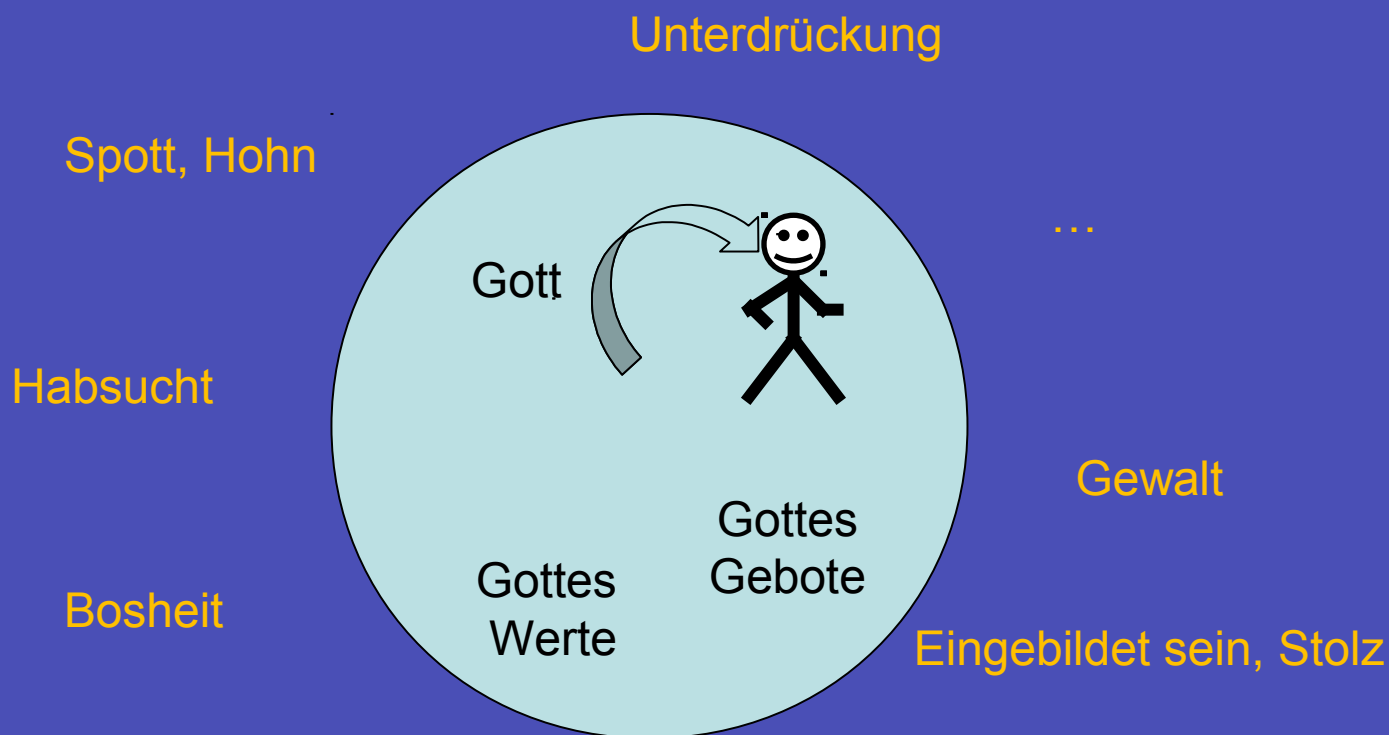 Unterdrückung
Spott, Hohn
...
Gott
Habsucht
Gewalt
Gottes
Gebote
Gottes
Werte
Bosheit
Eingebildet sein, Stolz